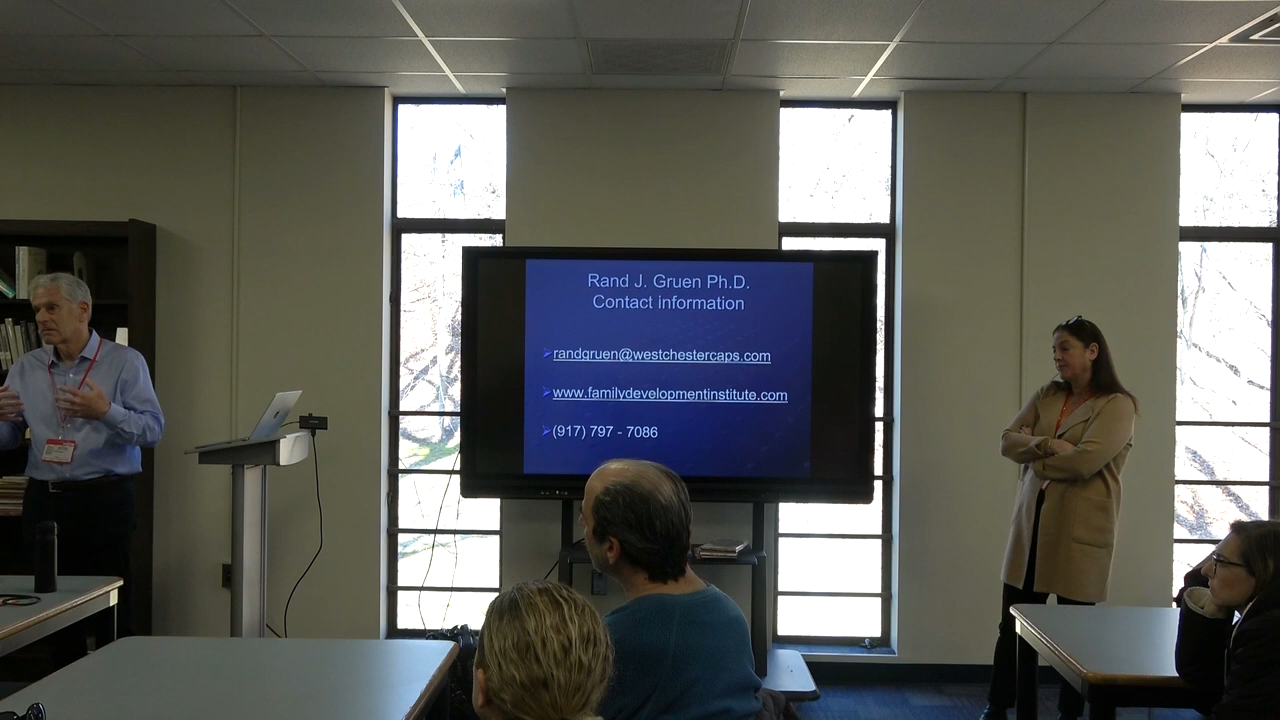 Rand J. Gruen Ph.D.
Contact information
randgruen@westchestercaps.com
www.familydevelopmentinstitute.com
(917) 797 - 7086